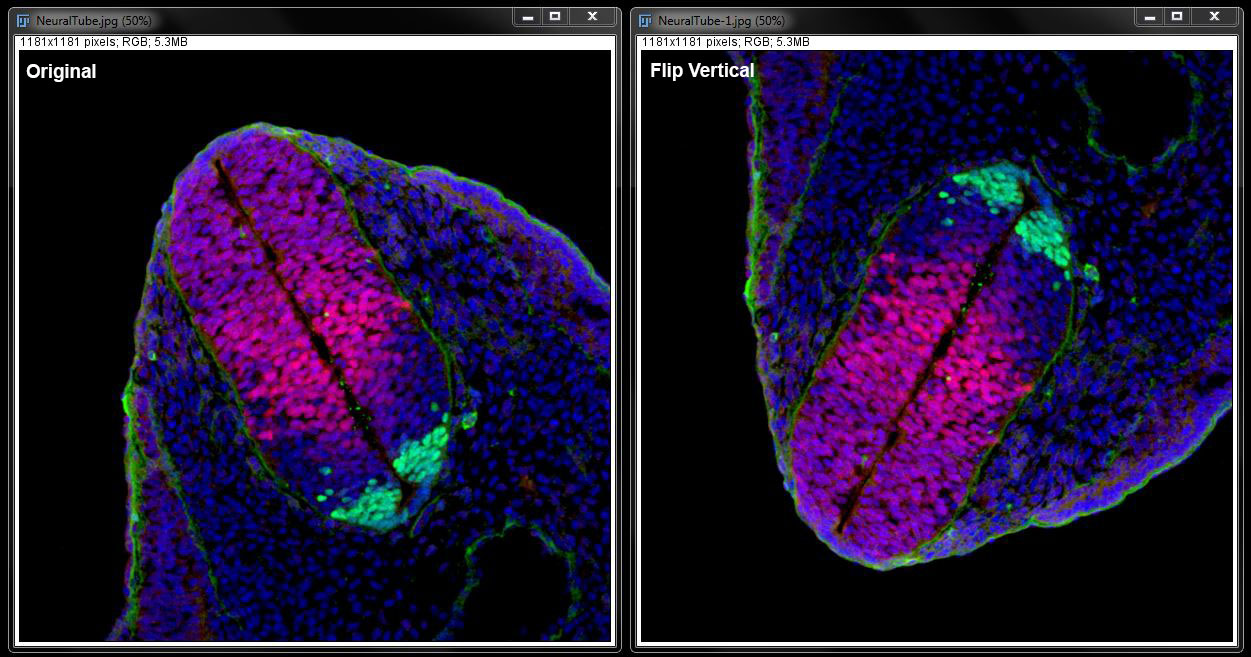 NeuralTube.jpg (50%)
1181x1181 pixels; RGB; 5.3MB
Original
NeuralTube-1.jpg (50%)
1181x1181 pixels; RGB; 5.3MB
Flip Vertical